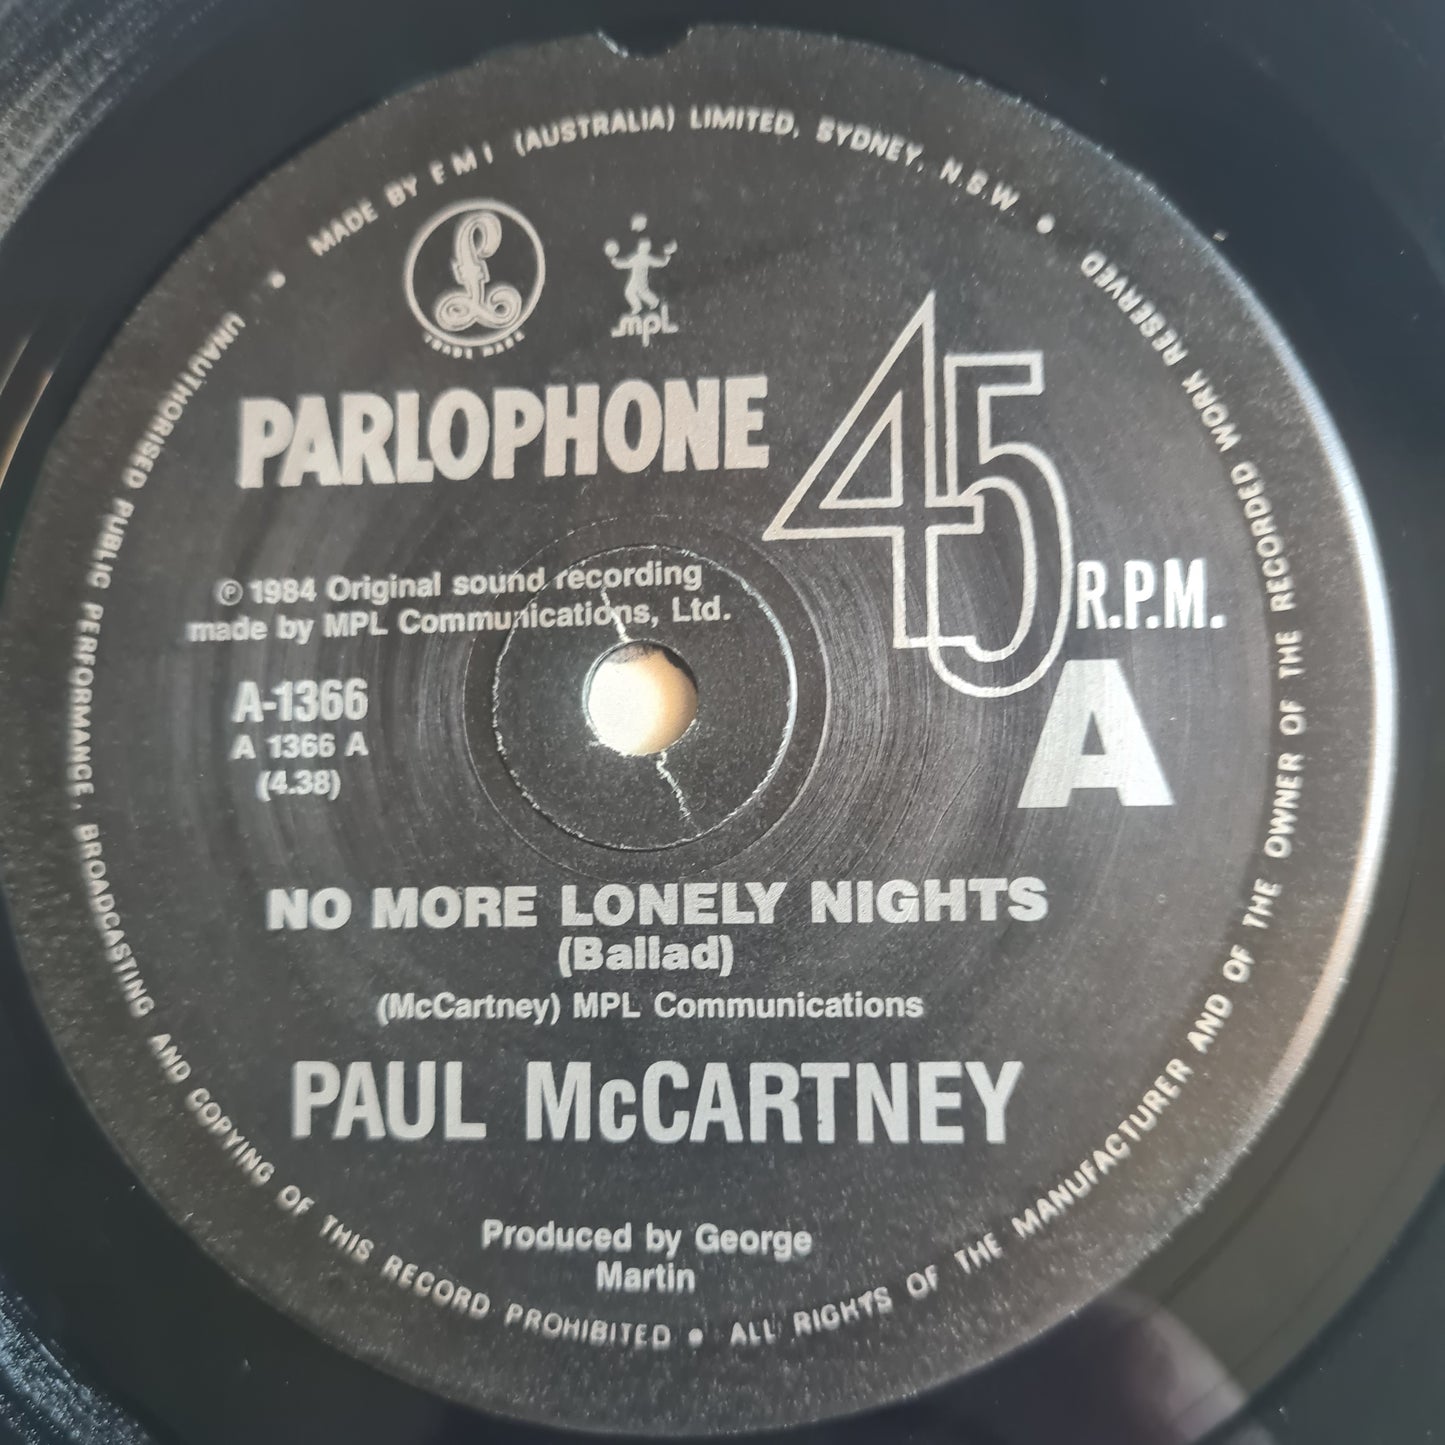 MADE BY EMI (AUSTRALIA) LIMITED, SYDNEY, N.S.W. •
ALL RIGHTS OF THE MANUFACTURER AND OF THE OWNER OF THE RECORDED WORK RESERVED
• UNAUTHORISED PUBLIC PERFORMANCE, BROADCASTING AND COPYING OF THIS RECORD PROHIBITED •
£
TRADE MARK
mpL
PARLOPHONE
45
R.P.M.
℗ 1984 Original sound recording
made by MPL Communications, Ltd.
A-1366
A 1366 A
(4.38)
A
NO MORE LONELY NIGHTS
(Ballad)
(McCartney) MPL Communications
PAUL McCARTNEY
Produced by George
Martin